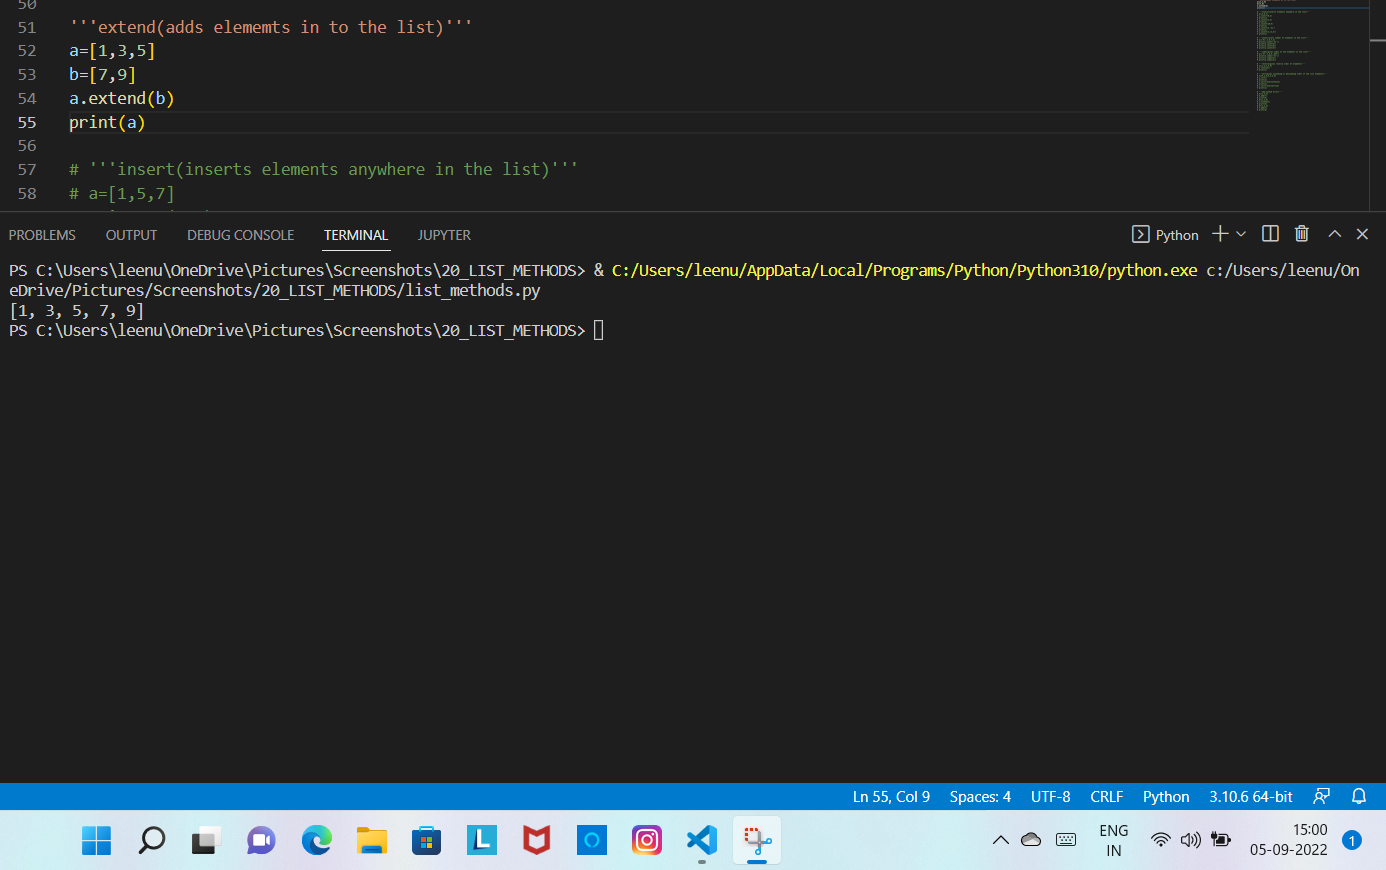 50
51 '''extend(adds elememts in to the list)'''
52 a=[1,3,5]
53 b=[7,9]
54 a.extend(b)
55 print(a)
56
57 # '''insert(inserts elements anywhere in the list)'''
58 # a=[1,5,7]
PROBLEMS OUTPUT DEBUG CONSOLE TERMINAL JUPYTER Python
PS C:\Users\leenu\OneDrive\Pictures\Screenshots\20_LIST_METHODS> & C:/Users/leenu/AppData/Local/Programs/Python/Python310/python.exe c:/Users/leenu/On
eDrive/Pictures/Screenshots/20_LIST_METHODS/list_methods.py
[1, 3, 5, 7, 9]
PS C:\Users\leenu\OneDrive\Pictures\Screenshots\20_LIST_METHODS>
Ln 55, Col 9 Spaces: 4 UTF-8 CRLF Python 3.10.6 64-bit
L
ENG
IN
15:00
05-09-2022
1